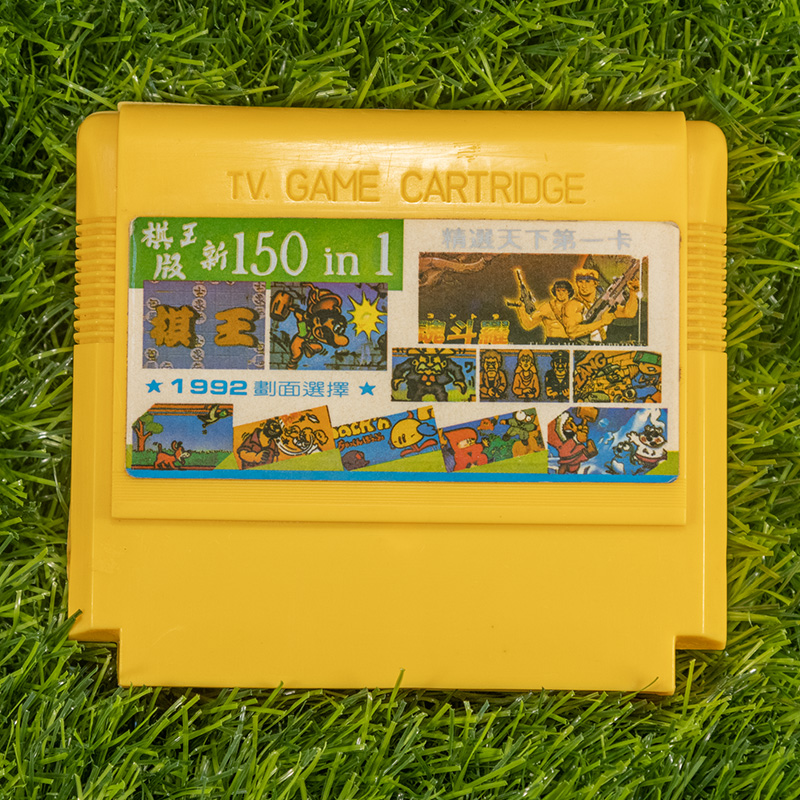 TV. GAME CARTRIDGE
棋王版 新150 in 1
精選天下第一卡
棋王
魂斗羅
★1992 劃面選擇★